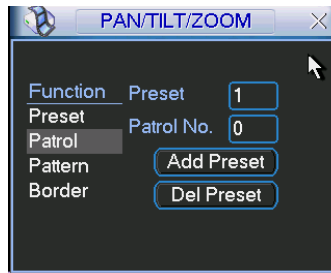 PAN/TILT/ZOOM
Function
Preset
Patrol
Pattern
Border
Preset 1
Patrol No. 0
Add Preset
Del Preset